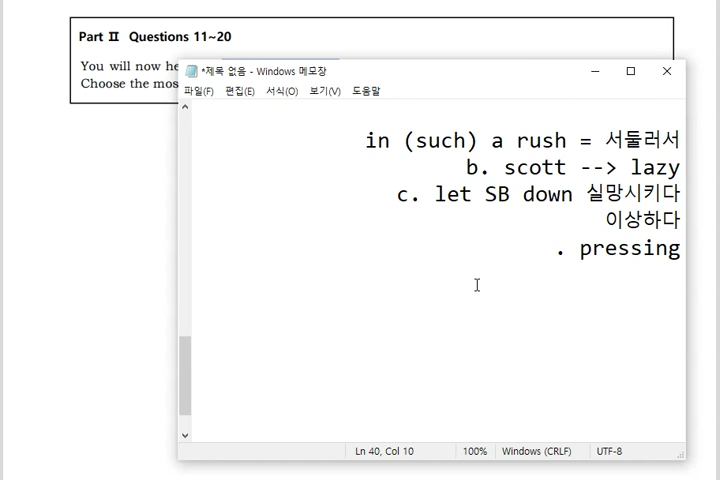 Part Ⅱ Questions 11~20
You will now he
Choose the mos
*제목 없음 - Windows 메모장
파일(F) 편집(E) 서식(O) 보기(V) 도움말
in (such) a rush = 서둘러서
b. scott --> lazy
c. let SB down 실망시키다
이상하다
. pressing
Ln 40, Col 10 100% Windows (CRLF) UTF-8